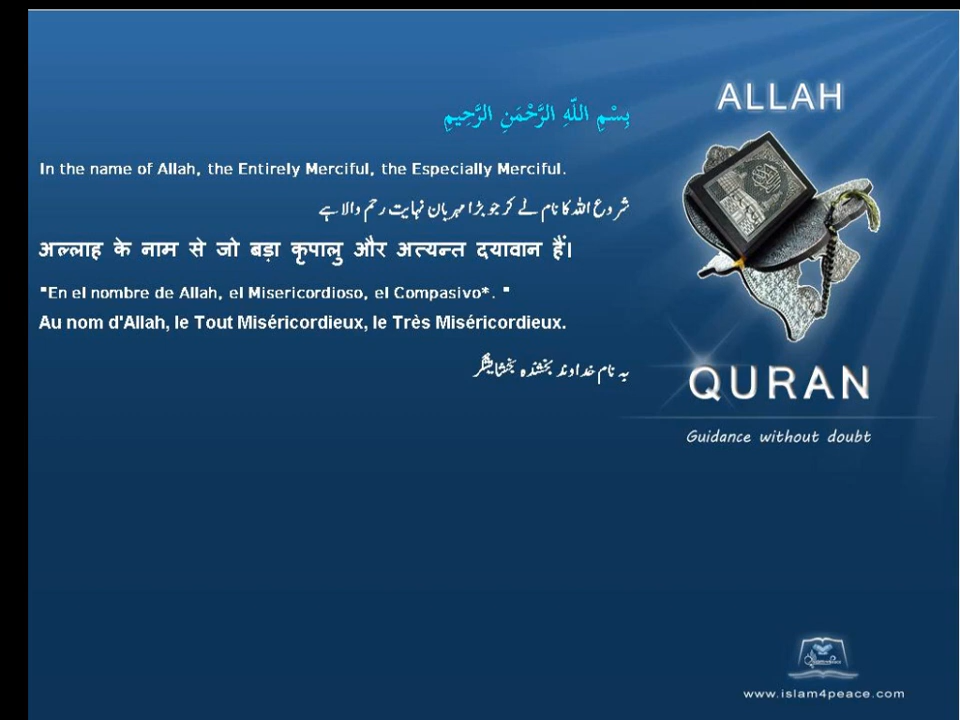 بِسْمِ اللّهِ الرَّحْمَنِ الرَّحِيمِ
In the name of Allah, the Entirely Merciful, the Especially Merciful.
شروع اللہ کا نام لے کر جو بڑا مہربان نہایت رحم والا ہے
अल्लाह के नाम से जो बड़ा कृपालु और अत्यन्त दयावान हैं।
"En el nombre de Allah, el Misericordioso, el Compasivo*. "
Au nom d'Allah, le Tout Miséricordieux, le Très Miséricordieux.
به نام خداوند بخشنده بخشایشگر
ALLAH
QURAN
Guidance without doubt
www.islam4peace.com